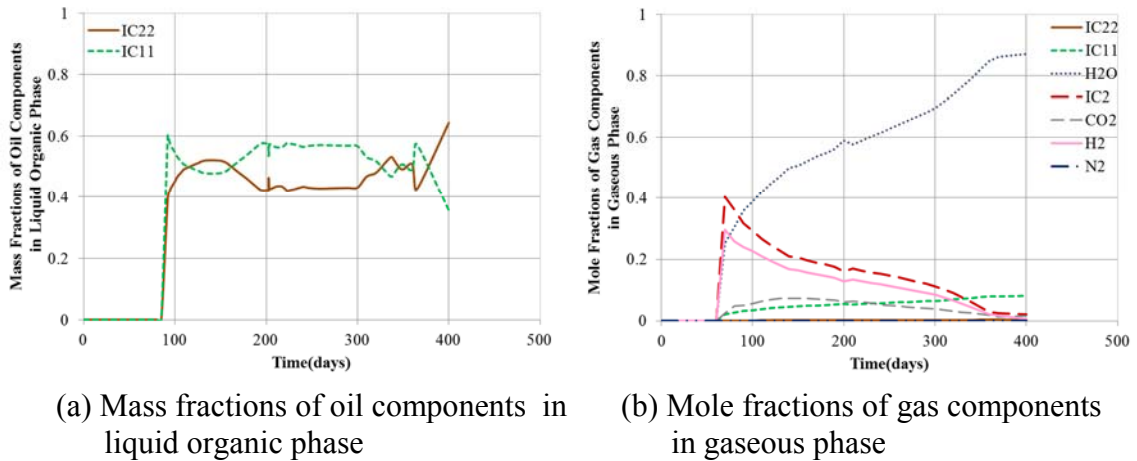 Mass Fractions of Oil Components
in Liquid Organic Phase
IC22
IC11
1
0.8
0.6
0.4
0.2
0
0
100
200
300
400
500
Time(days)
(a) Mass fractions of oil components in
liquid organic phase
Mole Fractions of Gas Components
in Gaseous Phase
IC22
IC11
H2O
IC2
CO2
H2
N2
1
0.8
0.6
0.4
0.2
0
0
100
200
300
400
500
Time(days)
(b) Mole fractions of gas components
in gaseous phase